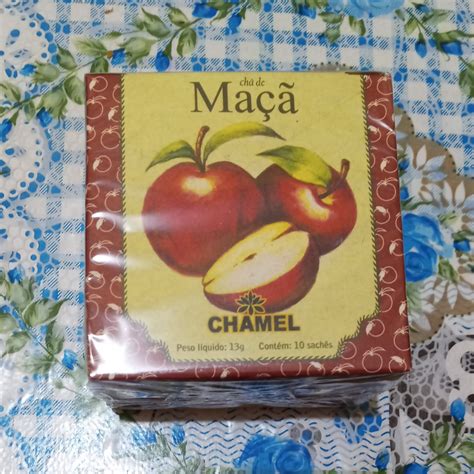 chá de
Maçã
CHAMEL
Peso líquido: 13g Contém: 10 sachês